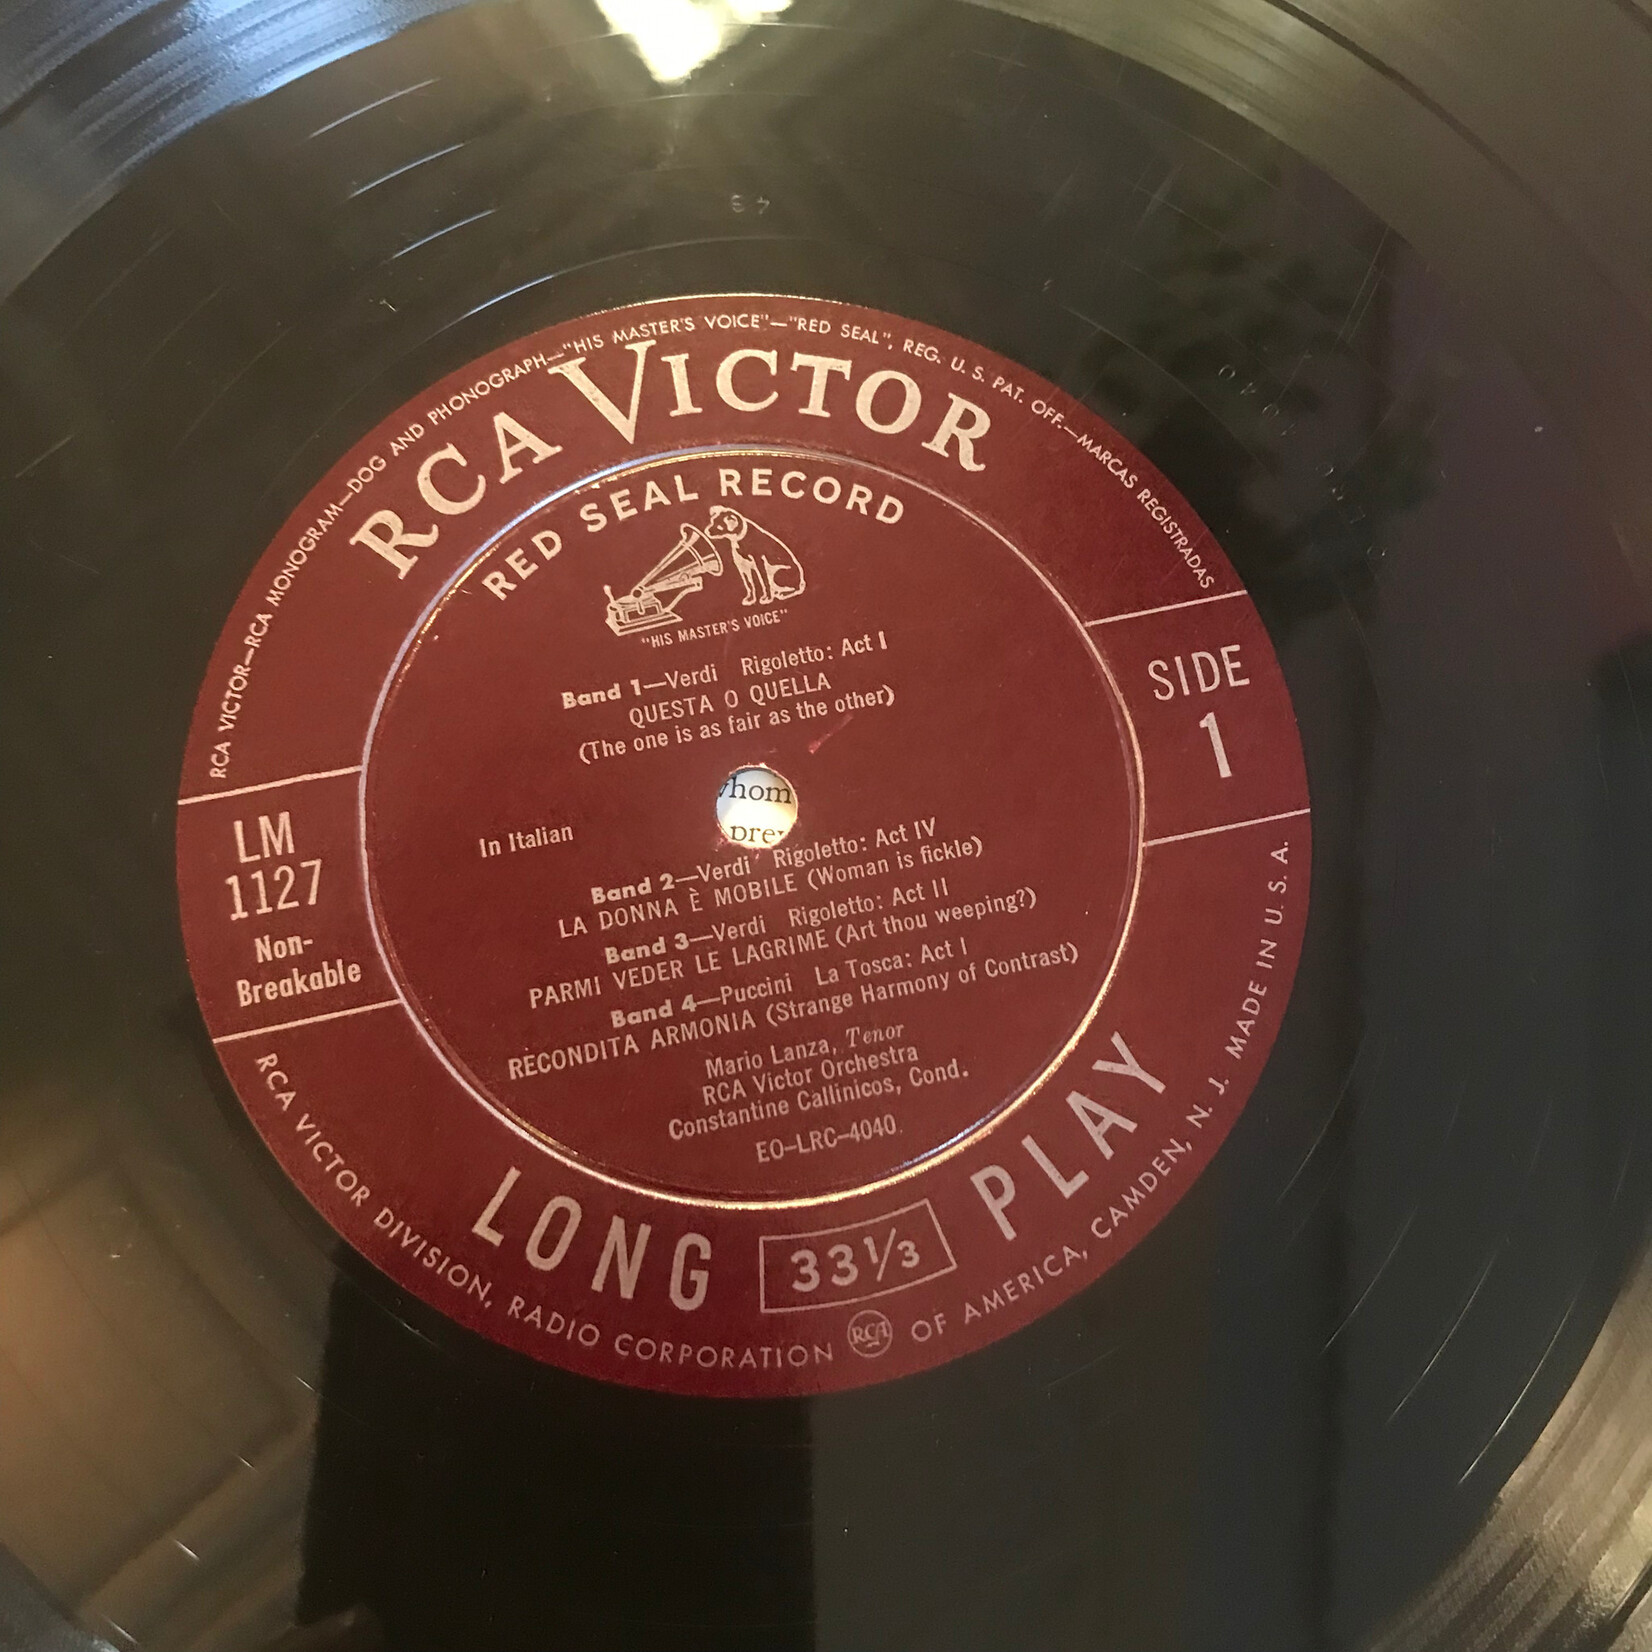 RCA VICTOR—RCA MONOGRAM—DOG AND PHONOGRAPH—"HIS MASTER'S VOICE"—"RED SEAL", REG. U. S. PAT. OFF.—MARCAS REGISTRADAS
RCA VICTOR
RED SEAL RECORD
"HIS MASTER'S VOICE"
Band 1—Verdi Rigoletto: Act I
QUESTA O QUELLA
(The one is as fair as the other)
SIDE
1
LM
1127
Non-
Breakable
In Italian
Band 2—Verdi Rigoletto: Act IV
LA DONNA È MOBILE (Woman is fickle)
Band 3—Verdi Rigoletto: Act II
PARMI VEDER LE LAGRIME (Art thou weeping?)
Band 4—Puccini La Tosca: Act I
RECONDITA ARMONIA (Strange Harmony of Contrast)
Mario Lanza, Tenor
RCA Victor Orchestra
Constantine Callinicos, Cond.
EO-LRC-4040
LONG 33 1/3 PLAY
RCA VICTOR DIVISION, RADIO CORPORATION RCA OF AMERICA, CAMDEN, N. J. MADE IN U. S. A.